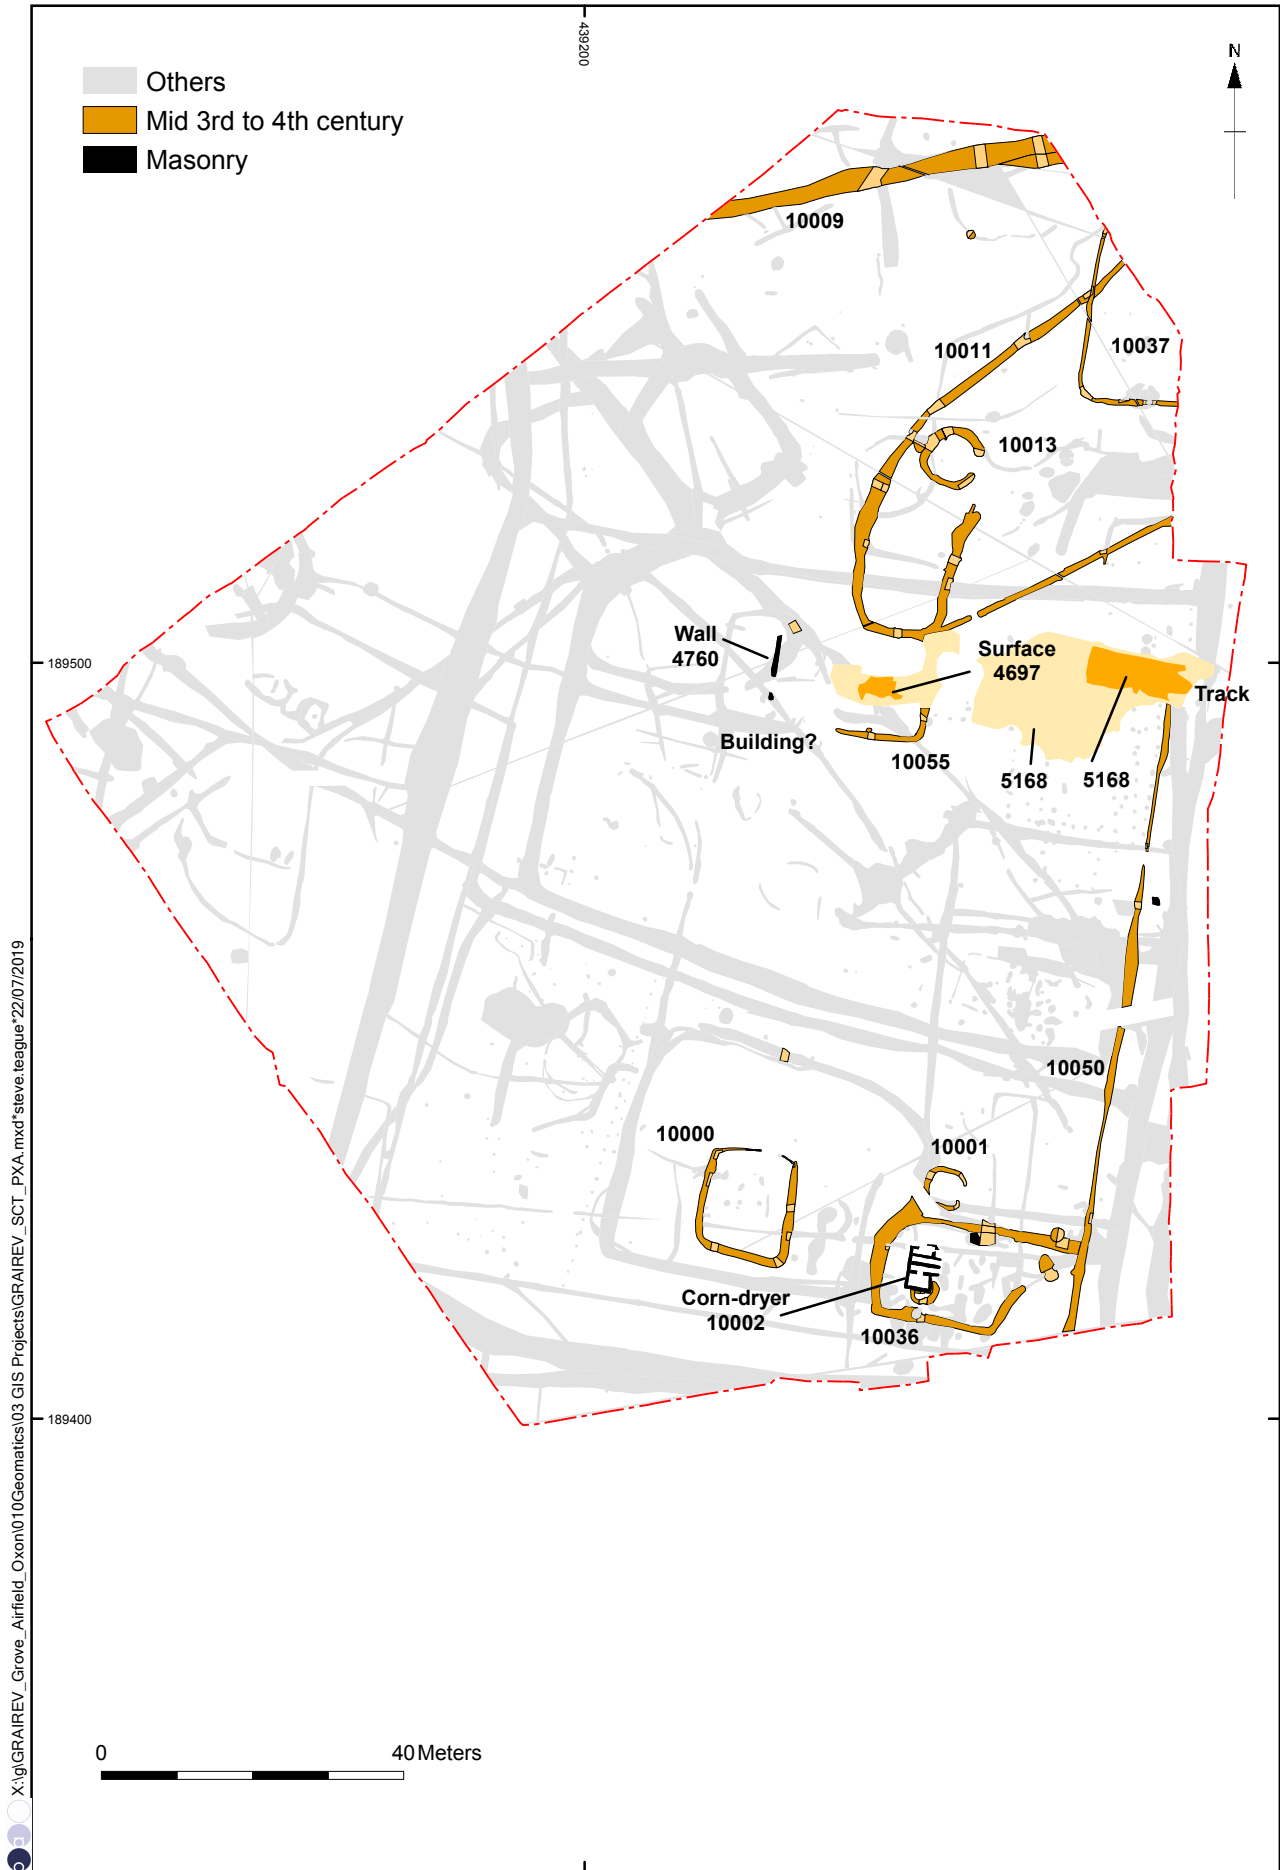 439200
N
Others
Mid 3rd to 4th century
Masonry
10009
10011
10037
10013
Wall
4760
Surface
4697
189500
Track
Building?
10055
5168
5168
10050
10000
10001
Corn-dryer
10002
10036
189400
0
40 Meters
X:\g\GRAIREV_Grove_Airfield_Oxon\010Geomatics\03 GIS Projects\GRAIREV_SCT_PXA.mxd*steve.teague*22/07/2019
o a